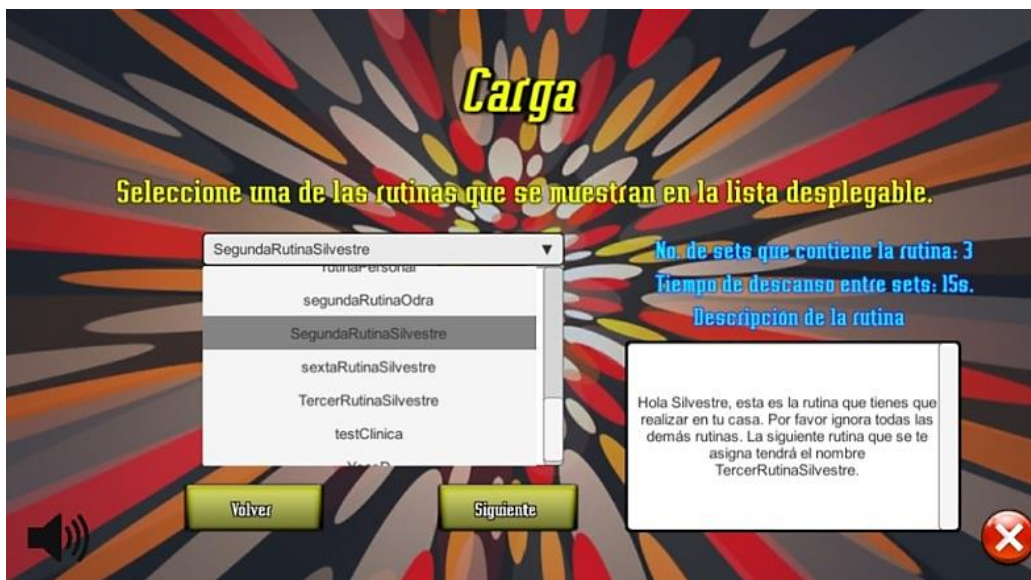 Carga
Seleccione una de las rutinas que se muestran en la lista desplegable.
SegundaRutinaSilvestre
rutinaPersonal
segundaRutinaOdra
SegundaRutinaSilvestre
sextaRutinaSilvestre
TercerRutinaSilvestre
testClinica
No. de sets que contiene la rutina: 3
Tiempo de descanso entre sets: 15s.
Descripción de la rutina
Hola Silvestre, esta es la rutina que tienes que
realizar en tu casa. Por favor ignora todas las
demás rutinas. La siguiente rutina que se te
asigna tendrá el nombre
TercerRutinaSilvestre.
Volver
Siguiente